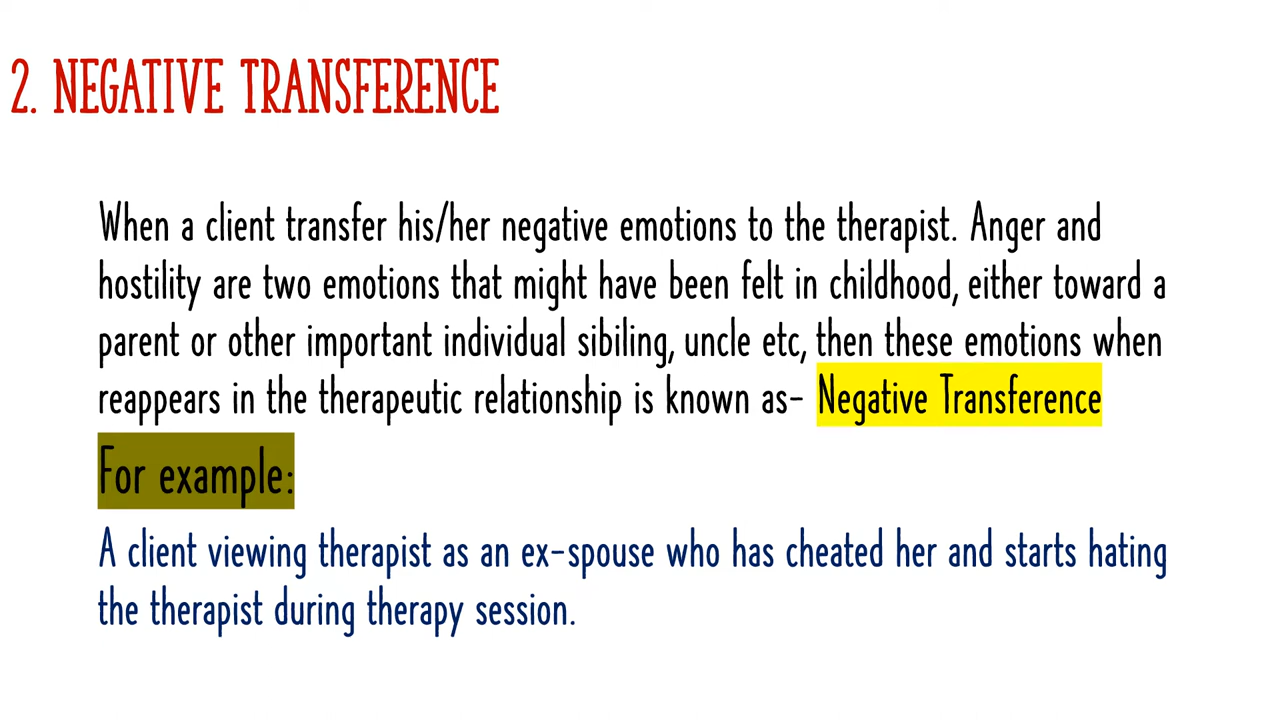 2. NEGATIVE TRANSFERENCE
When a client transfer his/her negative emotions to the therapist. Anger and
hostility are two emotions that might have been felt in childhood, either toward a
parent or other important individual sibiling, uncle etc, then these emotions when
reappears in the therapeutic relationship is known as- Negative Transference
For example:
A client viewing therapist as an ex-spouse who has cheated her and starts hating
the therapist during therapy session.